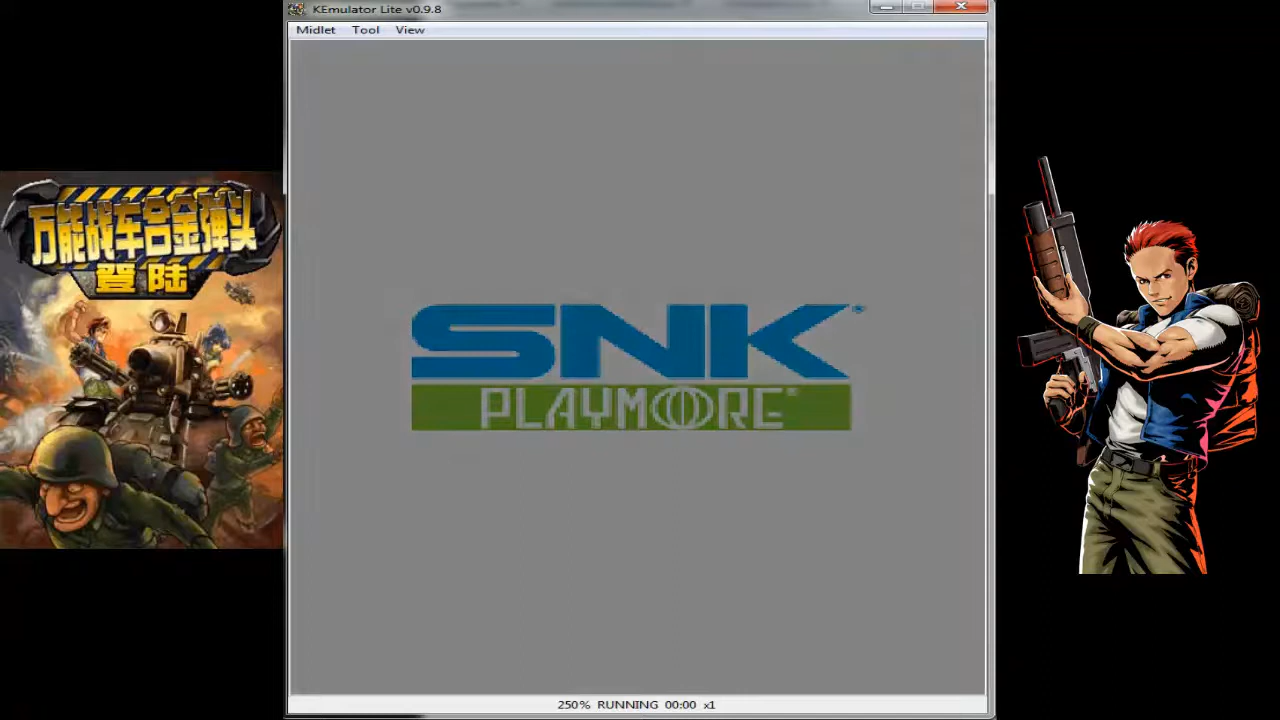 KEmulator Lite v0.9.8
Midlet Tool View
万能战车合金弹头
登陆
SNK
PLAYMORE
250% RUNNING 00:00 x1